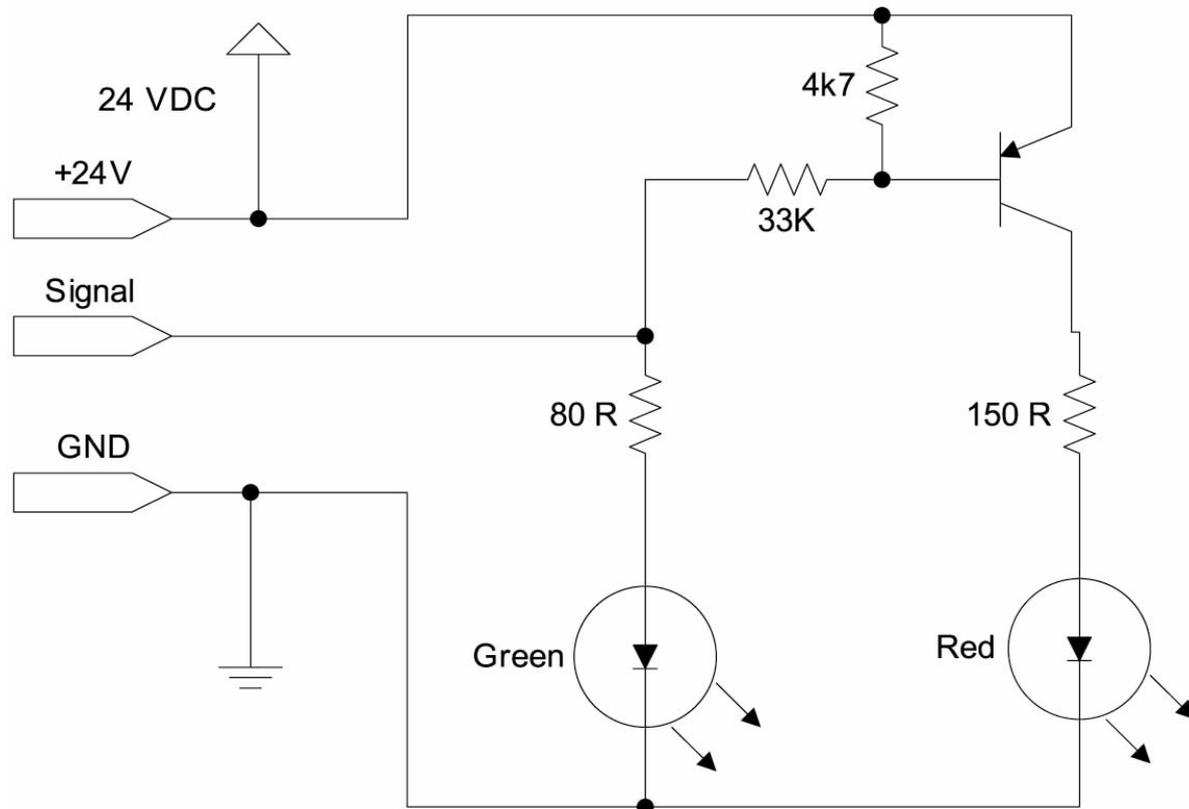 24 VDC
+24V
Signal
GND
4k7
33K
80 R
150 R
Green
Red